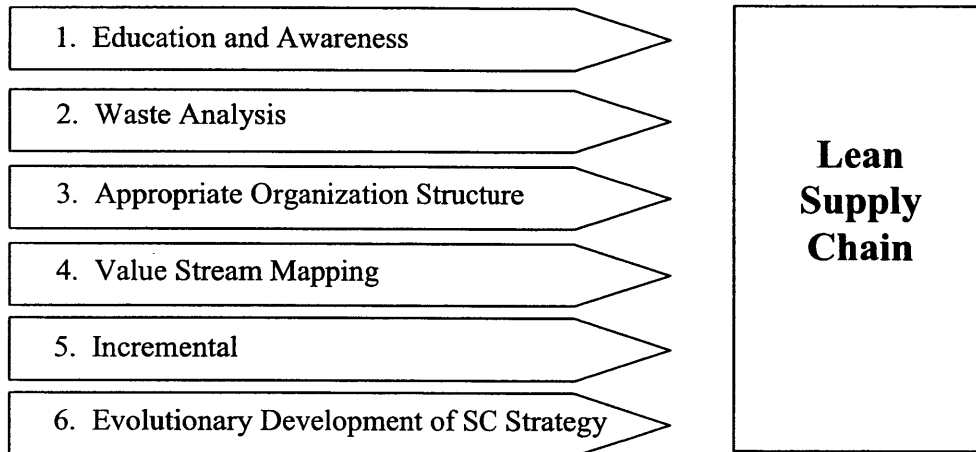 1. Education and Awareness
2. Waste Analysis
3. Appropriate Organization Structure
4. Value Stream Mapping
5. Incremental
6. Evolutionary Development of SC Strategy
Lean
Supply
Chain